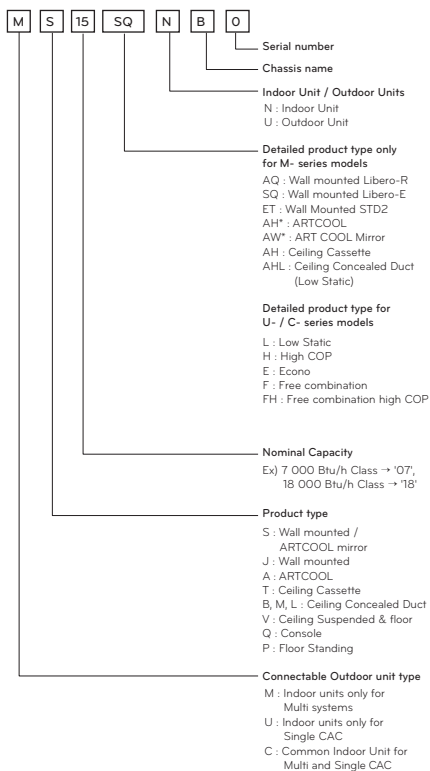 M S 15 SQ N B 0
Serial number
Chassis name
Indoor Unit / Outdoor Units
N : Indoor Unit
U : Outdoor Unit
Detailed product type only
for M- series models
AQ : Wall mounted Libero-R
SQ : Wall mounted Libero-E
ET : Wall Mounted STD2
AH* : ARTCOOL
AW* : ART COOL Mirror
AH : Ceiling Cassette
AHL : Ceiling Concealed Duct
(Low Static)
Detailed product type for
U- / C- series models
L : Low Static
H : High COP
E : Econo
F : Free combination
FH : Free combination high COP
Nominal Capacity
Ex) 7 000 Btu/h Class → '07',
18 000 Btu/h Class → '18'
Product type
S : Wall mounted /
ARTCOOL mirror
J : Wall mounted
A : ARTCOOL
T : Ceiling Cassette
B, M, L : Ceiling Concealed Duct
V : Ceiling Suspended & floor
Q : Console
P : Floor Standing
Connectable Outdoor unit type
M : Indoor units only for
Multi systems
U : Indoor units only for
Single CAC
C : Common Indoor Unit for
Multi and Single CAC